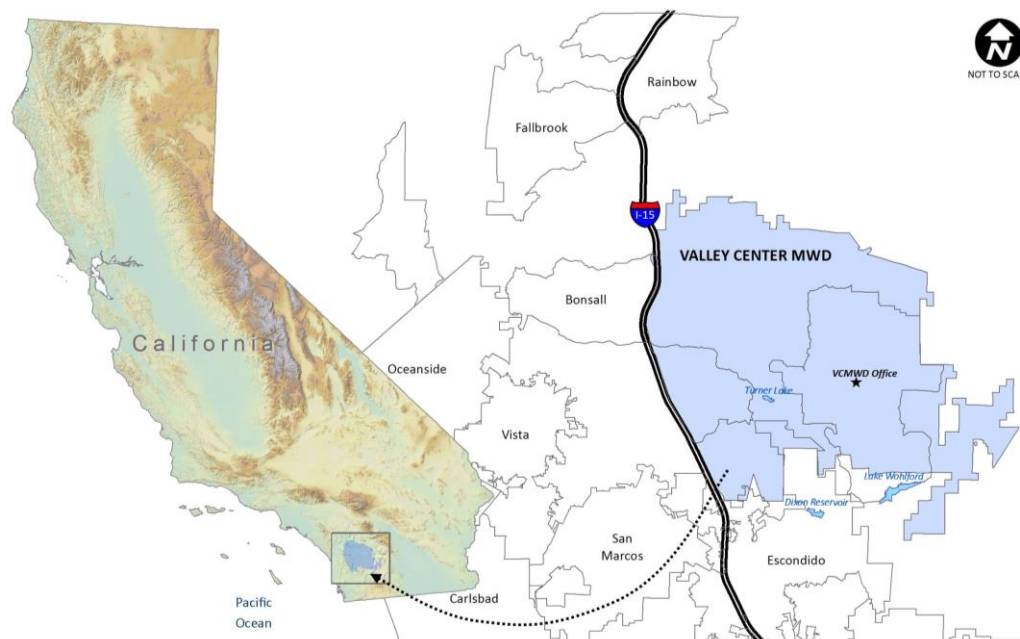 N
NOT TO SCA
Rainbow
Fallbrook
I-15
VALLEY CENTER MWD
Bonsall
California
Oceanside
VCMWD Office
Turner Lake
Vista
Lake Wohlford
Dixon Reservoir
San
Marcos
Escondido
Carlsbad
Pacific
Ocean